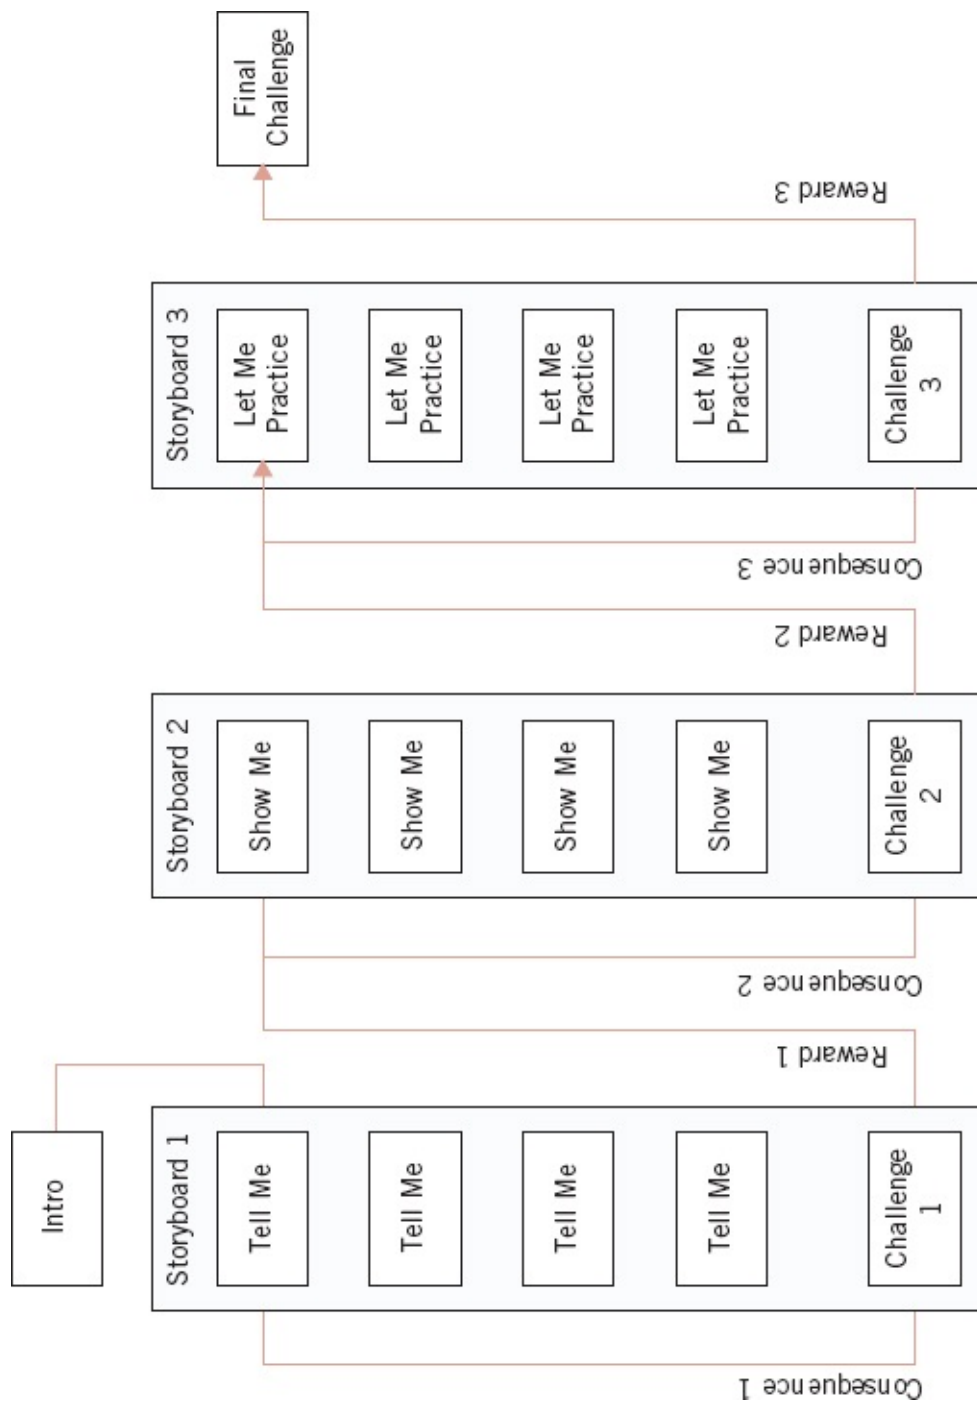 Intro
Storyboard 1
Tell Me
Tell Me
Tell Me
Tell Me
Challenge
1
Consequence 1
Reward 1
Storyboard 2
Show Me
Show Me
Show Me
Show Me
Challenge
2
Consequence 2
Reward 2
Storyboard 3
Let Me
Practice
Let Me
Practice
Let Me
Practice
Let Me
Practice
Challenge
3
Consequence 3
Reward 3
Final
Challenge